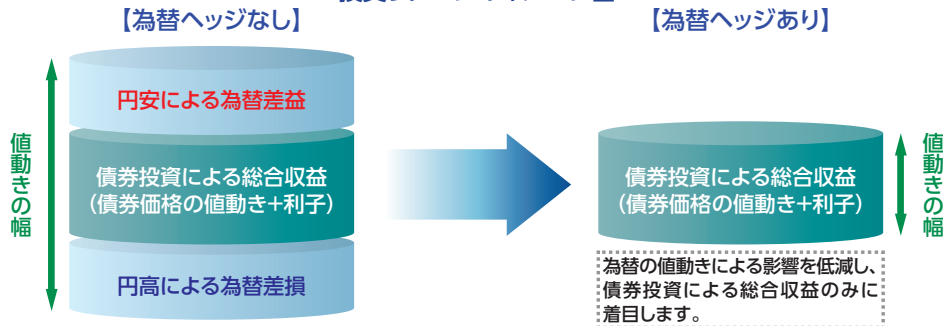 【為替ヘッジなし】
値動きの幅
円安による為替差益
債券投資による総合収益
(債券価格の値動き+利子)
円高による為替差損
【為替ヘッジあり】
債券投資による総合収益
(債券価格の値動き+利子)
値動きの幅
為替の値動きによる影響を低減し、
債券投資による総合収益のみに
着目します。